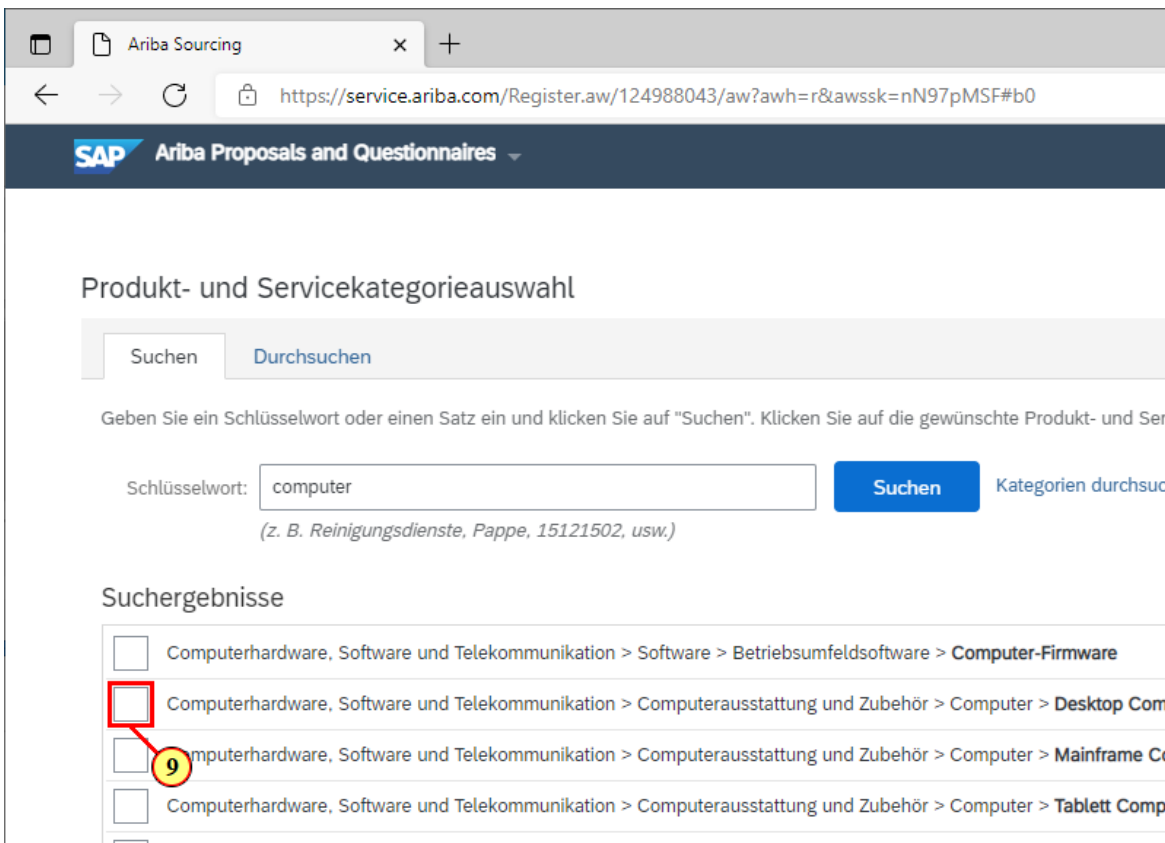 Ariba Sourcing
https://service.ariba.com/Register.aw/124988043/aw?awh=r&awssk=nN97pMSF#b0
SAP Ariba Proposals and Questionnaires
Produkt- und Servicekategorieauswahl
Suchen Durchsuchen
Geben Sie ein Schlüsselwort oder einen Satz ein und klicken Sie auf "Suchen". Klicken Sie auf die gewünschte Produkt- und Ser
Schlüsselwort: computer Suchen Kategorien durchsuc
(z. B. Reinigungsdienste, Pappe, 15121502, usw.)
Suchergebnisse
Computerhardware, Software und Telekommunikation > Software > Betriebsumfeldsoftware > Computer-Firmware
Computerhardware, Software und Telekommunikation > Computerausstattung und Zubehör > Computer > Desktop Com
9 mputerhardware, Software und Telekommunikation > Computerausstattung und Zubehör > Computer > Mainframe Co
Computerhardware, Software und Telekommunikation > Computerausstattung und Zubehör > Computer > Tablett Comp